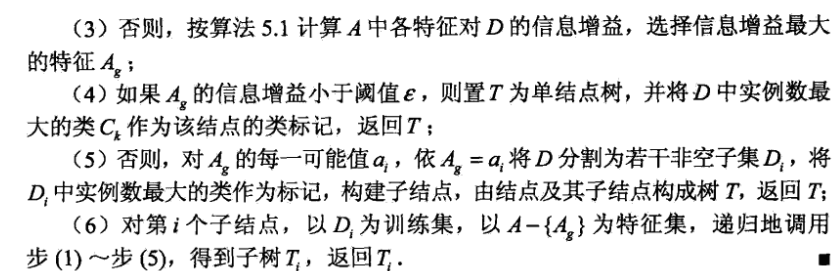 （3）否则，按算法 5.1 计算 A 中各特征对 D 的信息增益，选择信息增益最大
的特征 A_g；
（4）如果 A_g 的信息增益小于阈值 ε，则置 T 为单结点树，并将 D 中实例数最
大的类 C_k 作为该结点的类标记，返回 T；
（5）否则，对 A_g 的每一可能值 a_i，依 A_g = a_i 将 D 分割为若干非空子集 D_i，将
D_i 中实例数最大的类作为标记，构建子结点，由结点及其子结点构成树 T，返回 T；
（6）对第 i 个子结点，以 D_i 为训练集，以 A−{A_g} 为特征集，递归地调用
步 (1)～步 (5)，得到子树 T_i，返回 T_i． ■